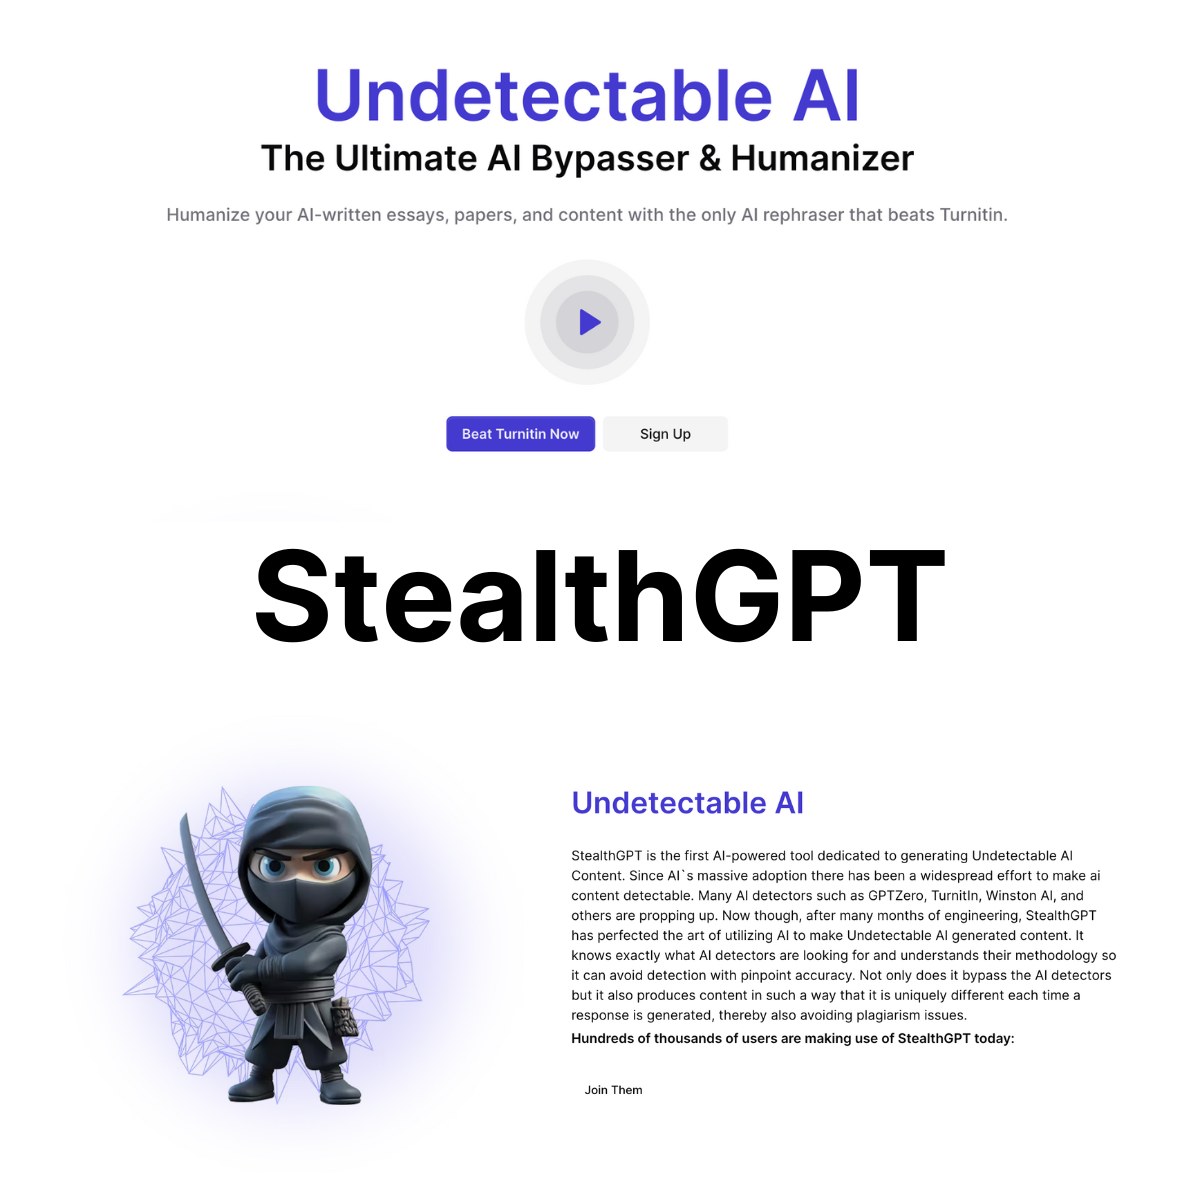 Undetectable AI
The Ultimate AI Bypasser & Humanizer
Humanize your AI-written essays, papers, and content with the only AI rephraser that beats Turnitin.
Beat Turnitin Now
Sign Up
StealthGPT
Undetectable AI
StealthGPT is the first AI-powered tool dedicated to generating Undetectable AI
Content. Since AI`s massive adoption there has been a widespread effort to make ai
content detectable. Many AI detectors such as GPTZero, TurnitIn, Winston AI, and
others are propping up. Now though, after many months of engineering, StealthGPT
has perfected the art of utilizing AI to make Undetectable AI generated content. It
knows exactly what AI detectors are looking for and understands their methodology so
it can avoid detection with pinpoint accuracy. Not only does it bypass the AI detectors
but it also produces content in such a way that it is uniquely different each time a
response is generated, thereby also avoiding plagiarism issues.
Hundreds of thousands of users are making use of StealthGPT today:
Join Them